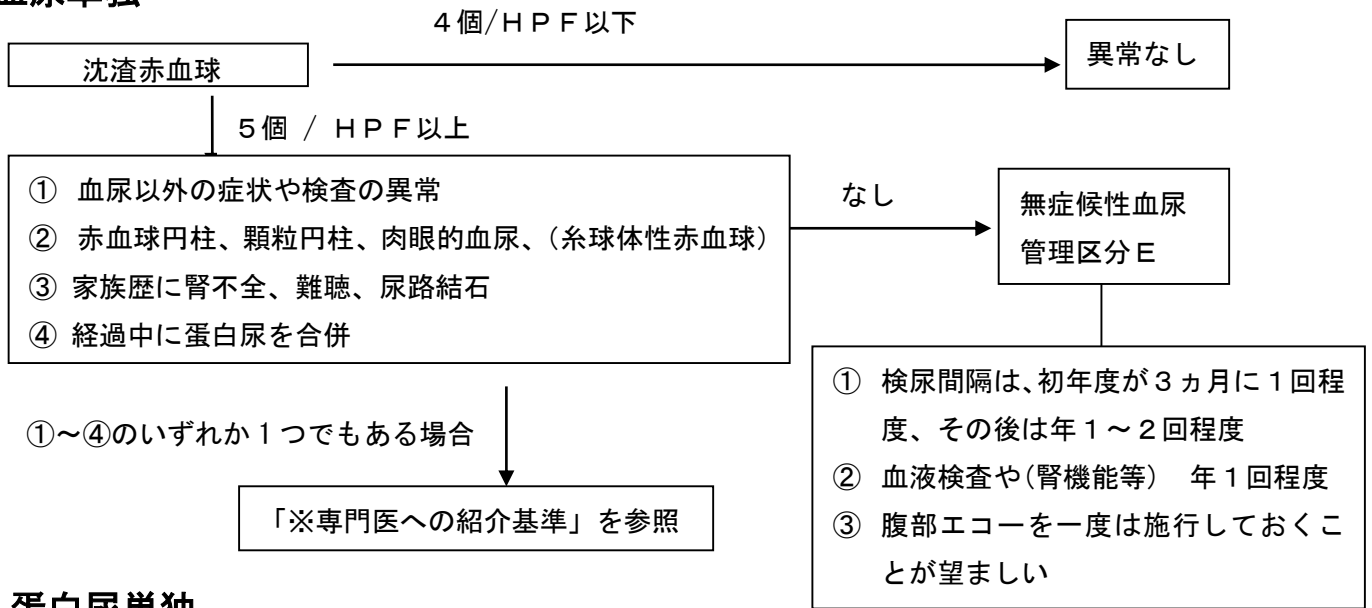 血尿単独
４個/ＨＰＦ以下
沈渣赤血球
異常なし
５個 / ＨＰＦ以上
① 血尿以外の症状や検査の異常
② 赤血球円柱、顆粒円柱、肉眼的血尿、（糸球体性赤血球）
③ 家族歴に腎不全、難聴、尿路結石
④ 経過中に蛋白尿を合併
なし
無症候性血尿
管理区分Ｅ
①～④のいずれか１つでもある場合
「※専門医への紹介基準」を参照
① 検尿間隔は、初年度が３ヵ月に１回程
度、その後は年１～２回程度
② 血液検査や（腎機能等） 年１回程度
③ 腹部エコーを一度は施行しておくこ
とが望ましい
蛋白尿単独